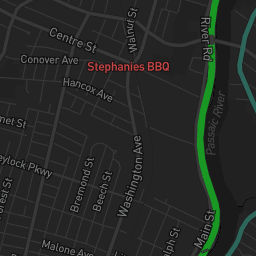 Walnut St
River Rd
Centre St
Conover Ave
Stephanies BBQ
Hancox Ave
Passaic River
Washington Ave
Bremond St
Beech St
Main St
Malone Ave